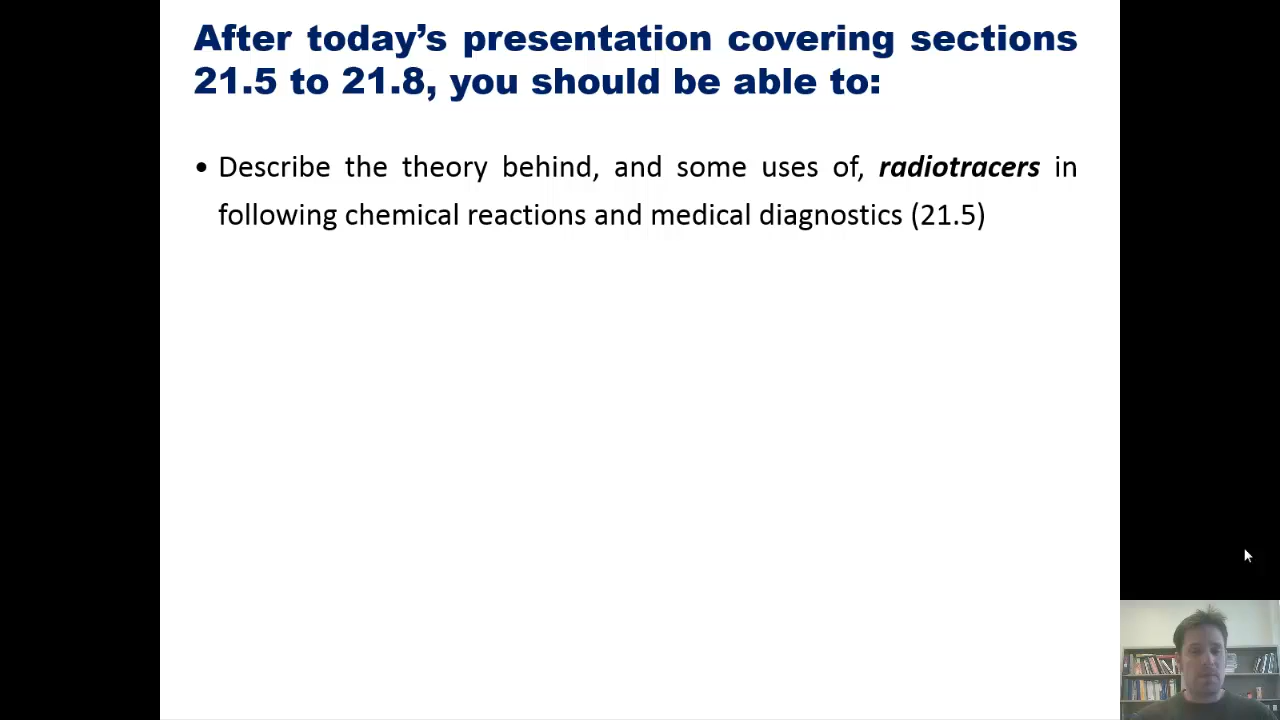 After today’s presentation covering sections
21.5 to 21.8, you should be able to:
• Describe the theory behind, and some uses of, radiotracers in
following chemical reactions and medical diagnostics (21.5)